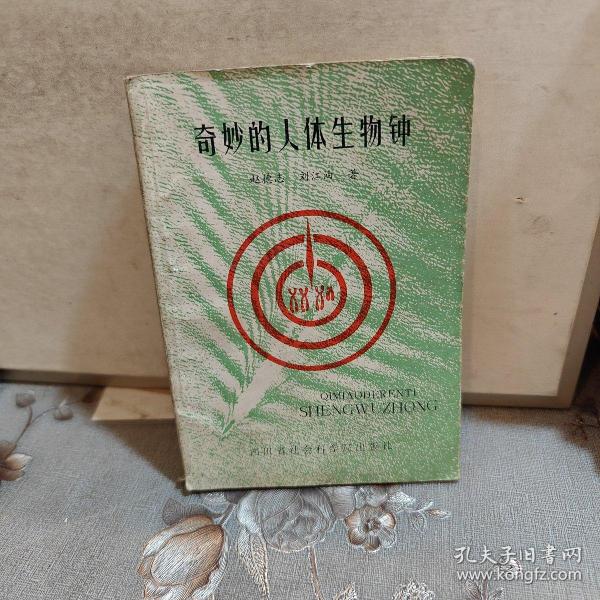 奇妙的人体生物钟
赵德志 刘江尚 著
QIMIAODERENTI
SHENGWUZHONG
四川省社会科学院出版社
孔夫子旧书网
www.kongfz.com